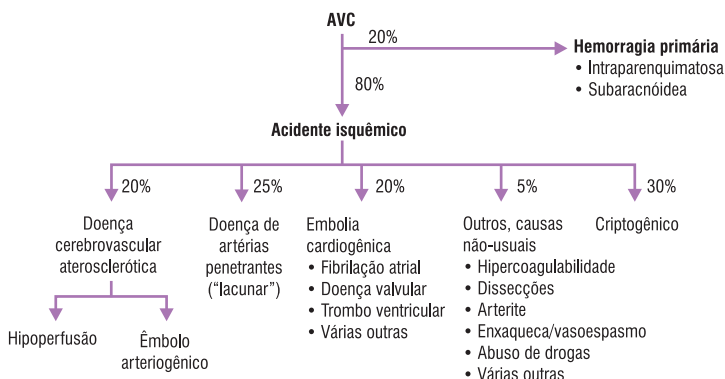 AVC
20%
Hemorragia primária
• Intraparenquimatosa
• Subaracnóidea
80%
Acidente isquêmico
20%
25%
20%
5%
30%
Doença
cerebrovascular
aterosclerótica
Hipoperfusão
Êmbolo
arteriogênico
Doença de
artérias
penetrantes
(“lacunar”)
Embolia
cardiogênica
• Fibrilação atrial
• Doença valvular
• Trombo ventricular
• Várias outras
Outros, causas
não-usuais
• Hipercoagulabilidade
• Dissecções
• Arterite
• Enxaqueca/vasoespasmo
• Abuso de drogas
• Várias outras
Criptogênico